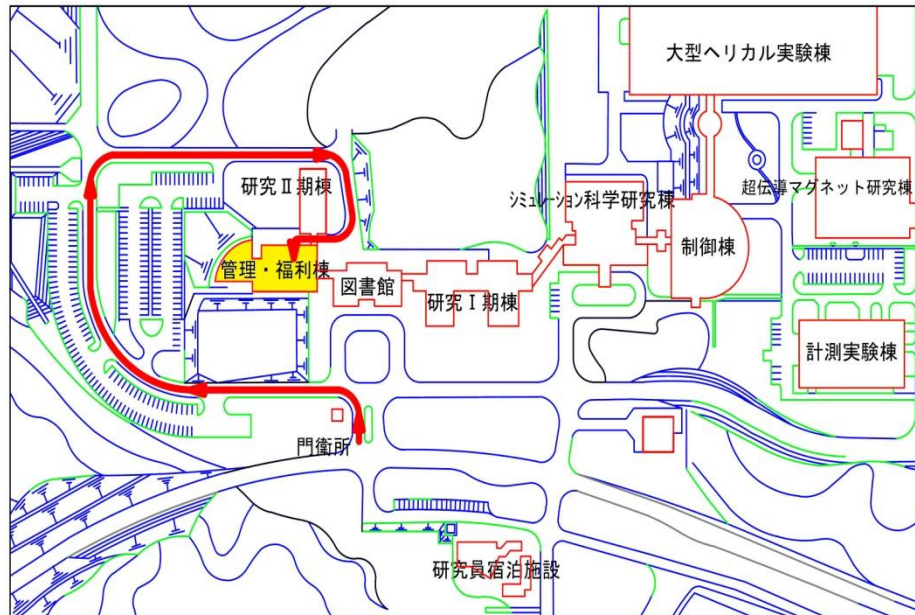 大型ヘリカル実験棟
研究Ⅱ期棟
シミュレーション科学研究棟
超伝導マグネット研究棟
管理・福利棟
図書館
研究Ⅰ期棟
制御棟
計測実験棟
門衛所
研究員宿泊施設